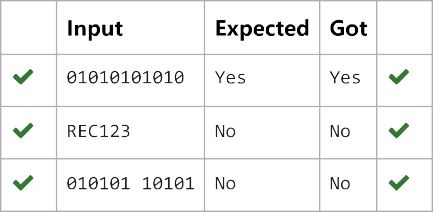 Input Expected Got
01010101010 Yes Yes
REC123 No No
010101 10101 No No